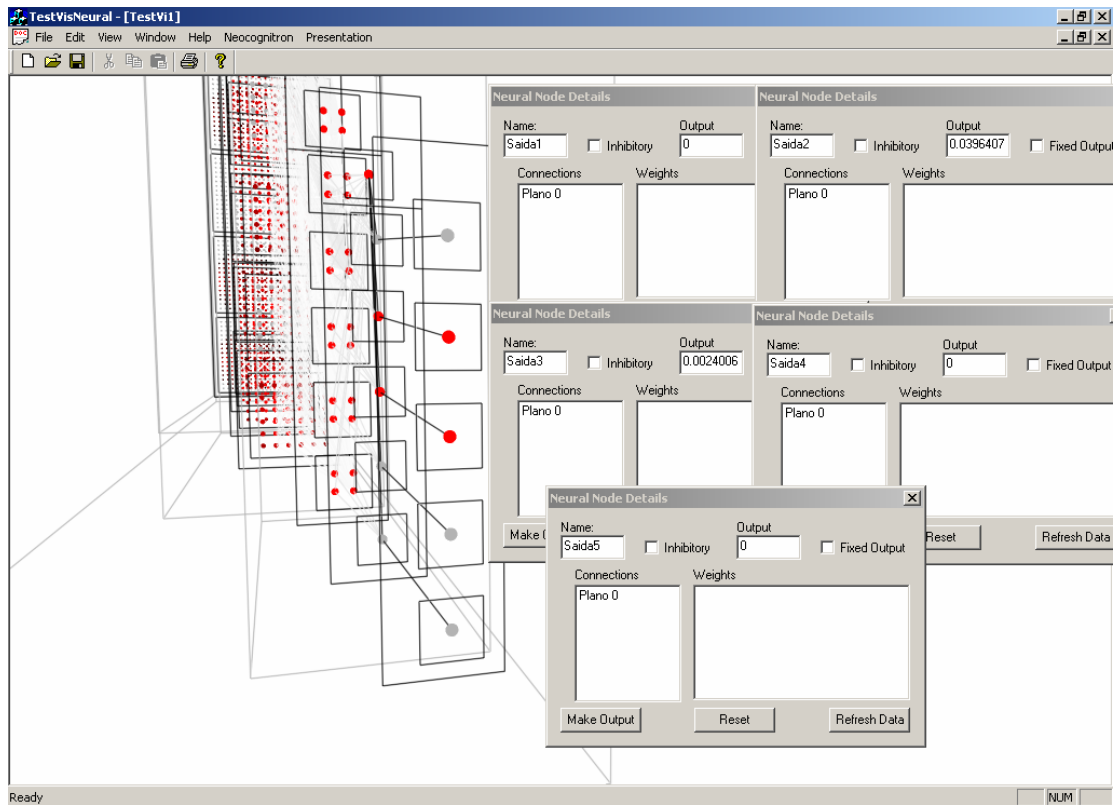 TestVisNeural - [TestVi1]
File Edit View Window Help Neocognitron Presentation
Neural Node Details
Name:
Output
Saida1
Inhibitory
0
Connections
Weights
Plano 0
Neural Node Details
Name:
Output
Saida2
Inhibitory
0.0396407
Fixed Output
Connections
Weights
Plano 0
Neural Node Details
Name:
Output
Saida3
Inhibitory
0.0024006
Connections
Weights
Plano 0
Make
Neural Node Details
Name:
Output
Saida4
Inhibitory
0
Fixed Output
Connections
Weights
Plano 0
Reset
Refresh Data
Neural Node Details
Name:
Output
Saida5
Inhibitory
0
Fixed Output
Connections
Weights
Plano 0
Make Output
Reset
Refresh Data
Ready
NUM